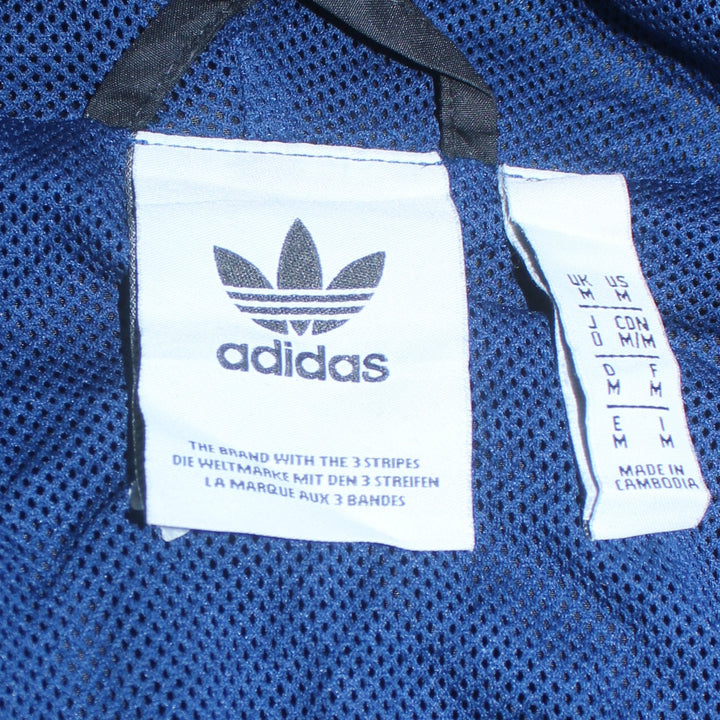 adidas
THE BRAND WITH THE 3 STRIPES
DIE WELTMARKE MIT DEN 3 STREIFEN
LA MARQUE AUX 3 BANDES
UK US
M M
J CDN
O M/M
D F
M M
E I
M M
MADE IN
CAMBODIA